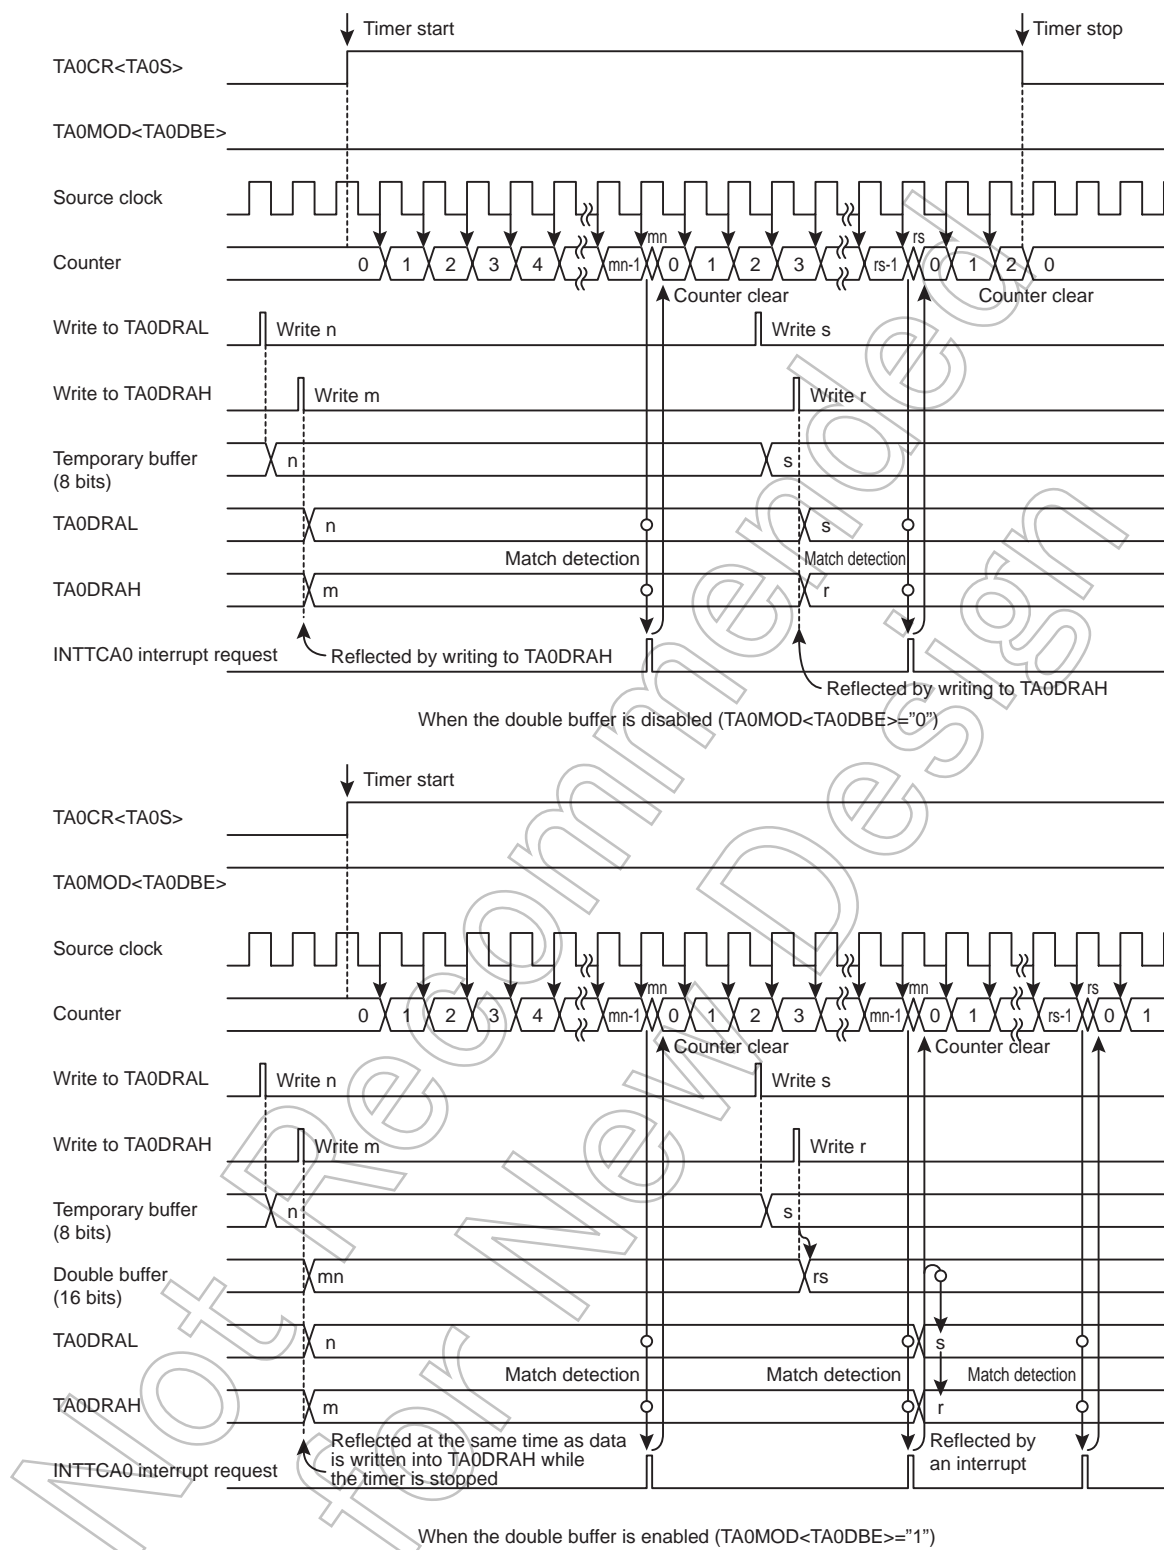 Timer start Timer stop
TA0CR<TA0S>
TA0MOD<TA0DBE>
Source clock
mn rs
Counter 0 1 2 3 4 mn-1 0 1 2 3 rs-1 0 1 2 0
Counter clear Counter clear
Write to TA0DRAL Write n Write s
Write to TA0DRAH Write m Write r
Temporary buffer n s
(8 bits)
TA0DRAL n s
Match detection Match detection
TA0DRAH m r
INTTCA0 interrupt request Reflected by writing to TA0DRAH
Reflected by writing to TA0DRAH
When the double buffer is disabled (TA0MOD<TA0DBE>=”0”)
Timer start
TA0CR<TA0S>
TA0MOD<TA0DBE>
Source clock
mn mn rs
Counter 0 1 2 3 4 mn-1 0 1 2 3 mn-1 0 1 rs-1 0 1
Counter clear Counter clear
Write to TA0DRAL Write n Write s
Write to TA0DRAH Write m Write r
Temporary buffer n s
(8 bits)
Double buffer mn rs
(16 bits)
TA0DRAL n s
Match detection Match detection Match detection
TA0DRAH m r
Reflected at the same time as data Reflected by
is written into TA0DRAH while an interrupt
INTTCA0 interrupt request the timer is stopped
When the double buffer is enabled (TA0MOD<TA0DBE>=”1”)
Not Recommended
for New Design